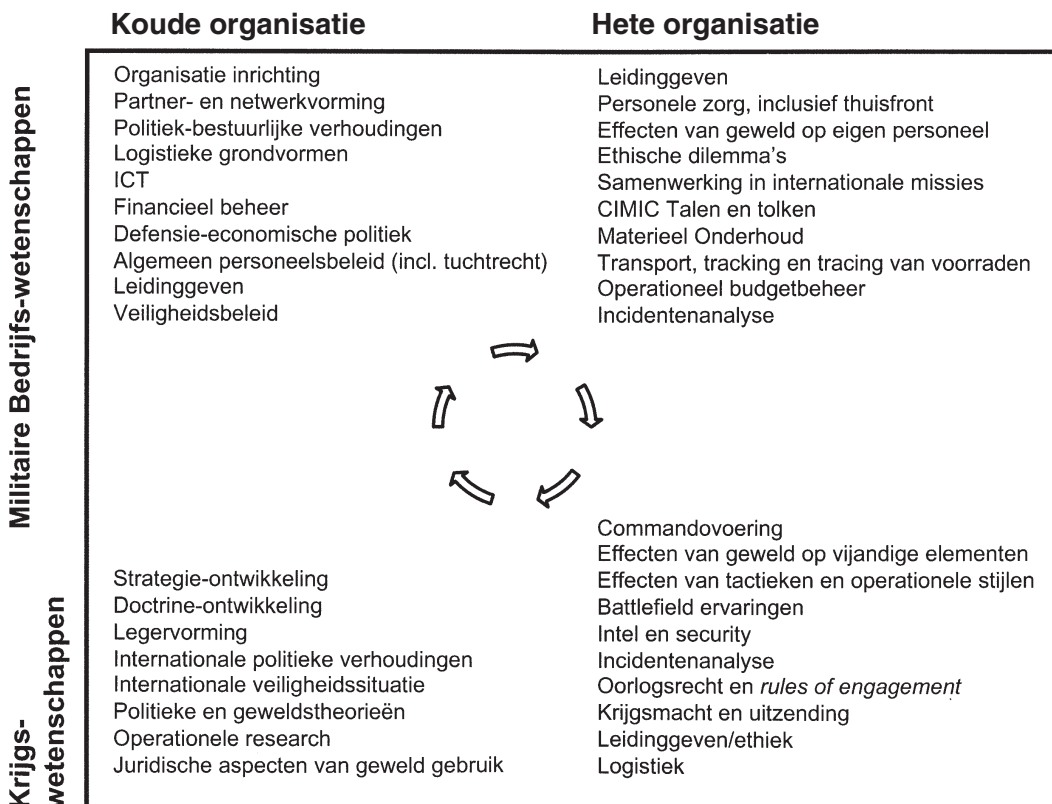 Koude organisatie
Hete organisatie
Militaire Bedrijfs-wetenschappen
Organisatie inrichting
Partner- en netwerkvorming
Politiek-bestuurlijke verhoudingen
Logistieke grondvormen
ICT
Financieel beheer
Defensie-economische politiek
Algemeen personeelsbeleid (incl. tuchtrecht)
Leidinggeven
Veiligheidsbeleid
Leidinggeven
Personele zorg, inclusief thuisfront
Effecten van geweld op eigen personeel
Ethische dilemma's
Samenwerking in internationale missies
CIMIC Talen en tolken
Materieel Onderhoud
Transport, tracking en tracing van voorraden
Operationeel budgetbeheer
Incidentenanalyse
Krijgs-
wetenschappen
Strategie-ontwikkeling
Doctrine-ontwikkeling
Legervorming
Internationale politieke verhoudingen
Internationale veiligheidssituatie
Politieke en geweldstheorieën
Operationele research
Juridische aspecten van geweld gebruik
Commandovoering
Effecten van geweld op vijandige elementen
Effecten van tactieken en operationele stijlen
Battlefield ervaringen
Intel en security
Incidentenanalyse
Oorlogsrecht en rules of engagement
Krijgsmacht en uitzending
Leidinggeven/ethiek
Logistiek